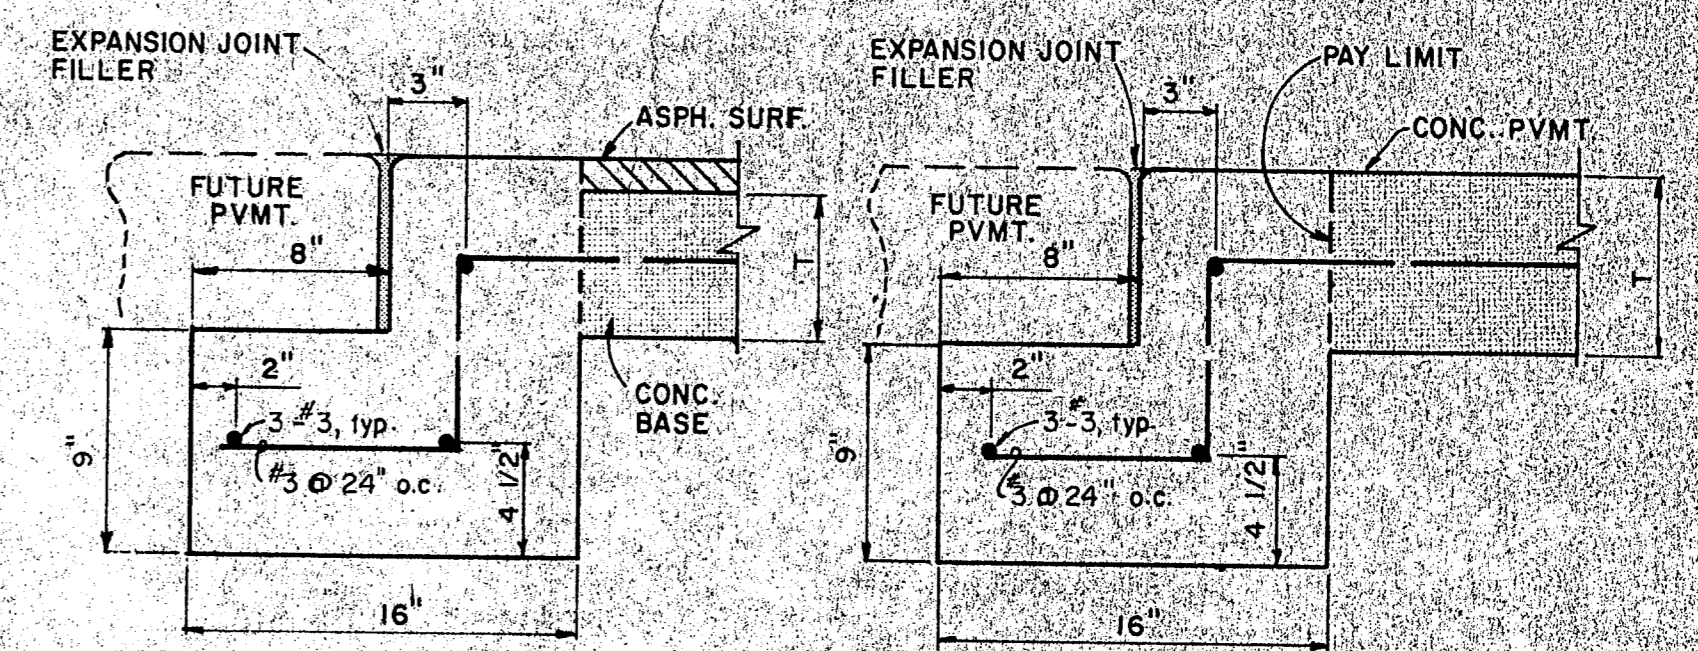 EXPANSION JOINT
FILLER
3"
ASPH. SURF.
FUTURE
PVMT.
8"
T
2"
3-#3, typ.
#3 @ 24" o.c.
9"
4 1/2"
CONC.
BASE
16"
EXPANSION JOINT
FILLER
3"
PAY LIMIT
CONC. PVMT.
FUTURE
PVMT.
8"
T
2"
3-#3, typ.
#3 @ 24" o.c.
9"
4 1/2"
16"